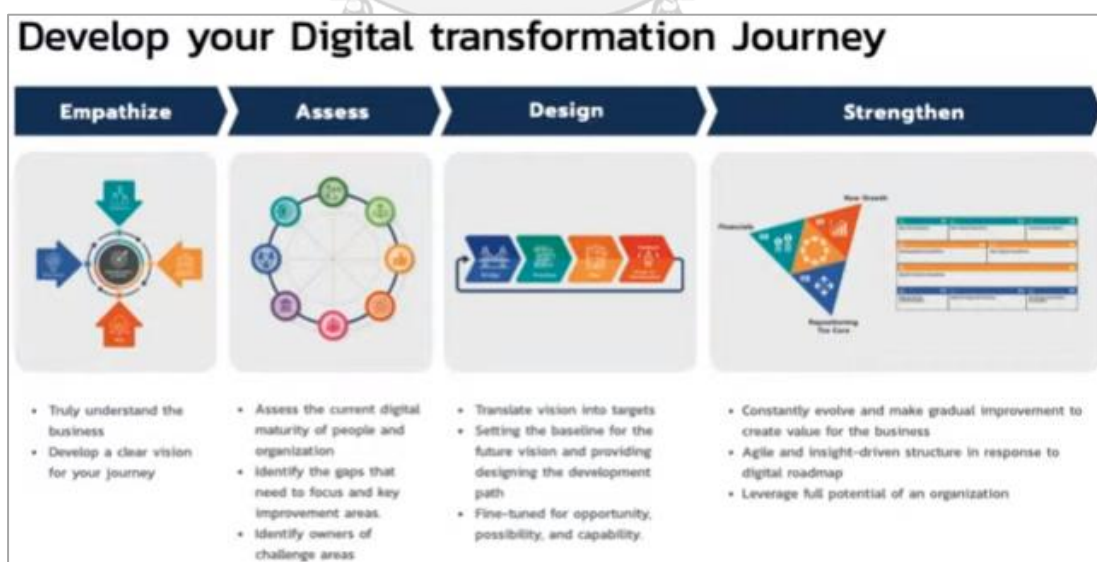 Develop your Digital transformation Journey
Empathize
Assess
Design
Strengthen
New Growth
Financials
Repositioning
The Core
• Truly understand the
business
• Develop a clear vision
for your journey
• Assess the current digital
maturity of people and
organization
• Identify the gaps that
need to focus and key
improvement areas.
• Identify owners of
challenge areas
• Translate vision into targets
• Setting the baseline for the
future vision and providing
designing the development
path
• Fine-tuned for opportunity,
possibility, and capability.
• Constantly evolve and make gradual improvement to
create value for the business
• Agile and insight-driven structure in response to
digital roadmap
• Leverage full potential of an organization